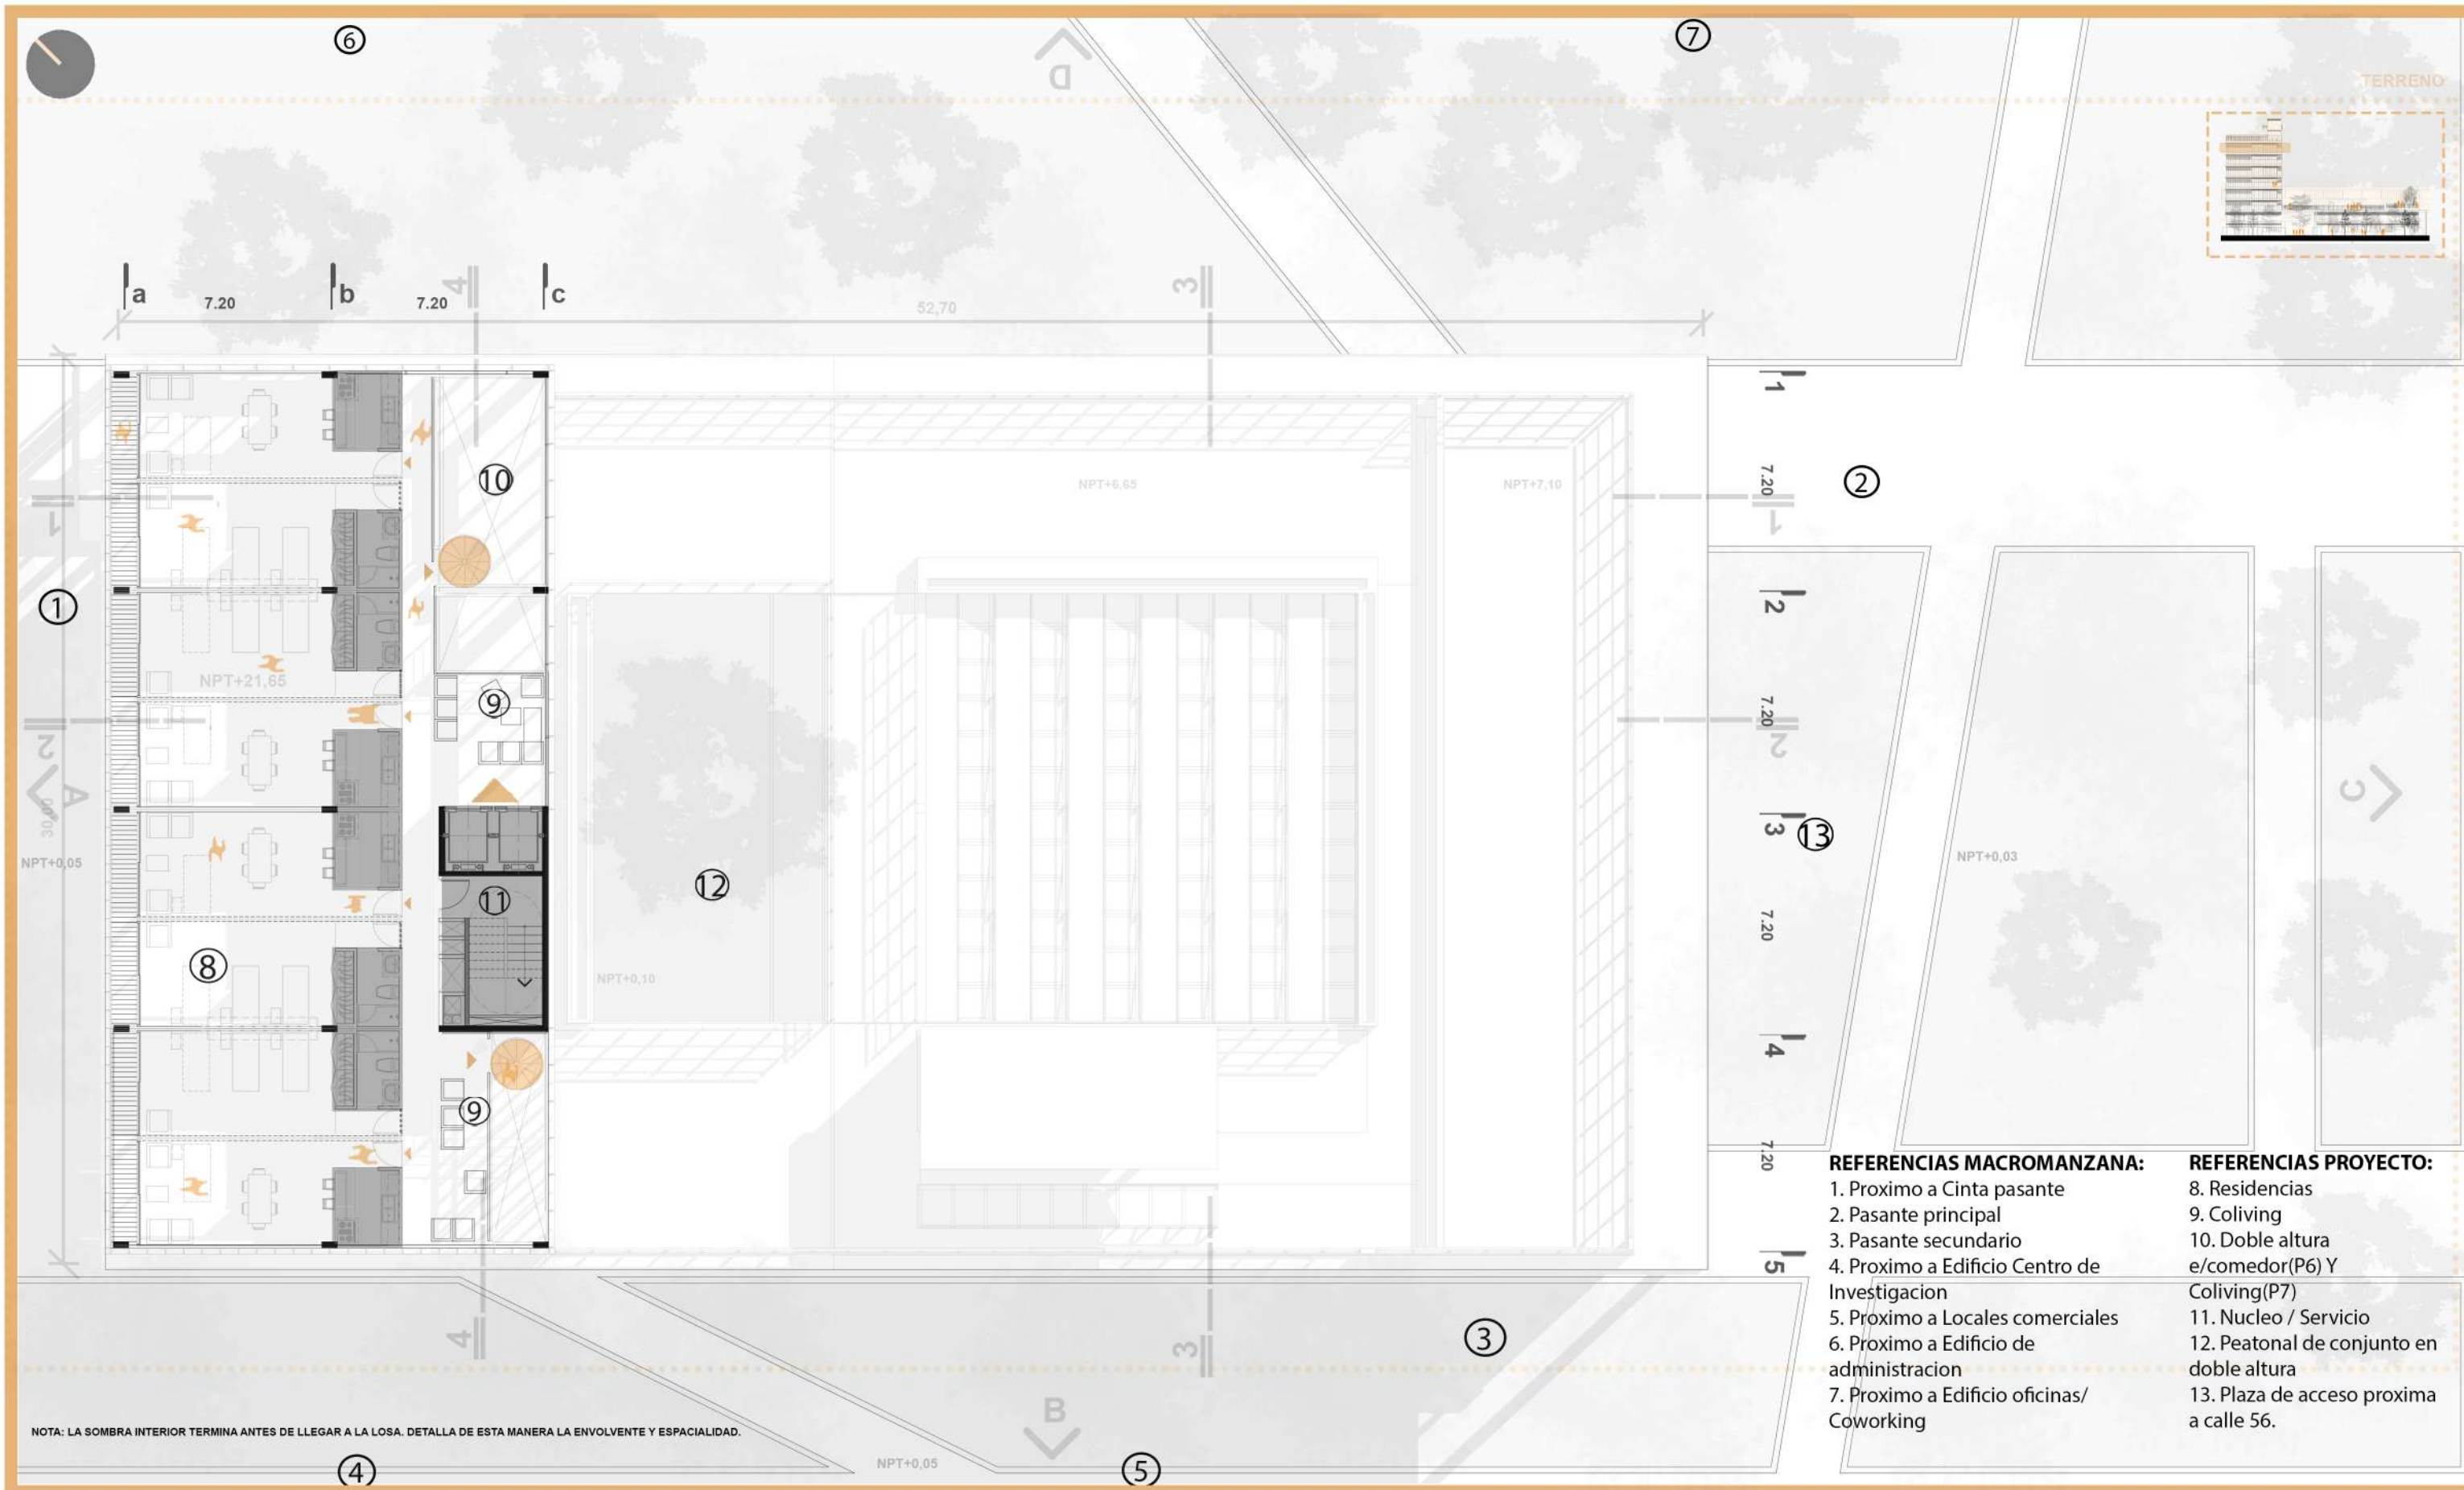 6
7
D
TERRENO
a
7.20
b
7.20
4
c
52,70
3
1
10
7.20
NPT+6,65
NPT+7,10
2
1
1
1
2
NPT+21,65
9
7.20
2
2
A
30,00
3
13
C
NPT+0,05
NPT+0,03
12
11
7.20
8
NPT+0,10
4
9
7.20
5
4
3
3
B
NPT+0,05
4
5
REFERENCIAS MACROMANZANA:
1. Proximo a Cinta pasante
2. Pasante principal
3. Pasante secundario
4. Proximo a Edificio Centro de
Investigacion
5. Proximo a Locales comerciales
6. Proximo a Edificio de
administracion
7. Proximo a Edificio oficinas/
Coworking
REFERENCIAS PROYECTO:
8. Residencias
9. Coliving
10. Doble altura
e/comedor(P6) Y
Coliving(P7)
11. Nucleo / Servicio
12. Peatonal de conjunto en
doble altura
13. Plaza de acceso proxima
a calle 56.
NOTA: LA SOMBRA INTERIOR TERMINA ANTES DE LLEGAR A LA LOSA. DETALLA DE ESTA MANERA LA ENVOLVENTE Y ESPACIALIDAD.